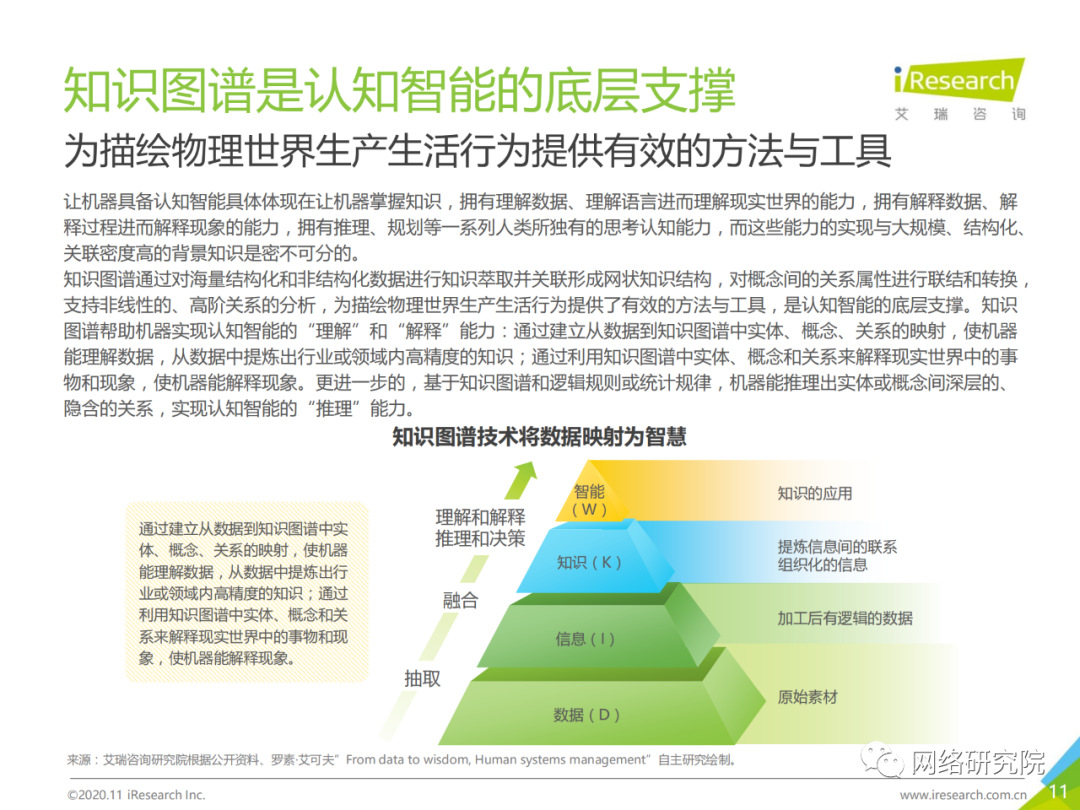 知识图谱是认知智能的底层支撑
iResearch
艾瑞咨询
为描绘物理世界生产生活行为提供有效的方法与工具
让机器具备认知智能具体体现在让机器掌握知识，拥有理解数据、理解语言进而理解现实世界的能力，拥有解释数据、解
释过程进而解释现象的能力，拥有推理、规划等一系列人类所独有的思考认知能力，而这些能力的实现与大规模、结构化、
关联密度高的背景知识是密不可分的。
知识图谱通过对海量结构化和非结构化数据进行知识萃取并关联形成网状知识结构，对概念间的关系属性进行联结和转换，
支持非线性的、高阶关系的分析，为描绘物理世界生产生活行为提供了有效的方法与工具，是认知智能的底层支撑。知识
图谱帮助机器实现认知智能的“理解”和“解释”能力：通过建立从数据到知识图谱中实体、概念、关系的映射，使机器
能理解数据，从数据中提炼出行业或领域内高精度的知识；通过利用知识图谱中实体、概念和关系来解释现实世界中的事
物和现象，使机器能解释现象。更进一步的，基于知识图谱和逻辑规则或统计规律，机器能推理出实体或概念间深层的、
隐含的关系，实现认知智能的“推理”能力。
知识图谱技术将数据映射为智慧
通过建立从数据到知识图谱中实
体、概念、关系的映射，使机器
能理解数据，从数据中提炼出行
业或领域内高精度的知识；通过
利用知识图谱中实体、概念和关
系来解释现实世界中的事物和现
象，使机器能解释现象。
理解和解释
推理和决策
融合
抽取
智能
（W）
知识（K）
信息（I）
数据（D）
知识的应用
提炼信息间的联系
组织化的信息
加工后有逻辑的数据
原始素材
来源：艾瑞咨询研究院根据公开资料、罗素·艾可夫”From data to wisdom, Human systems management”自主研究绘制。
网络研究院
©2020.11 iResearch Inc.
www.iresearch.com.cn
11